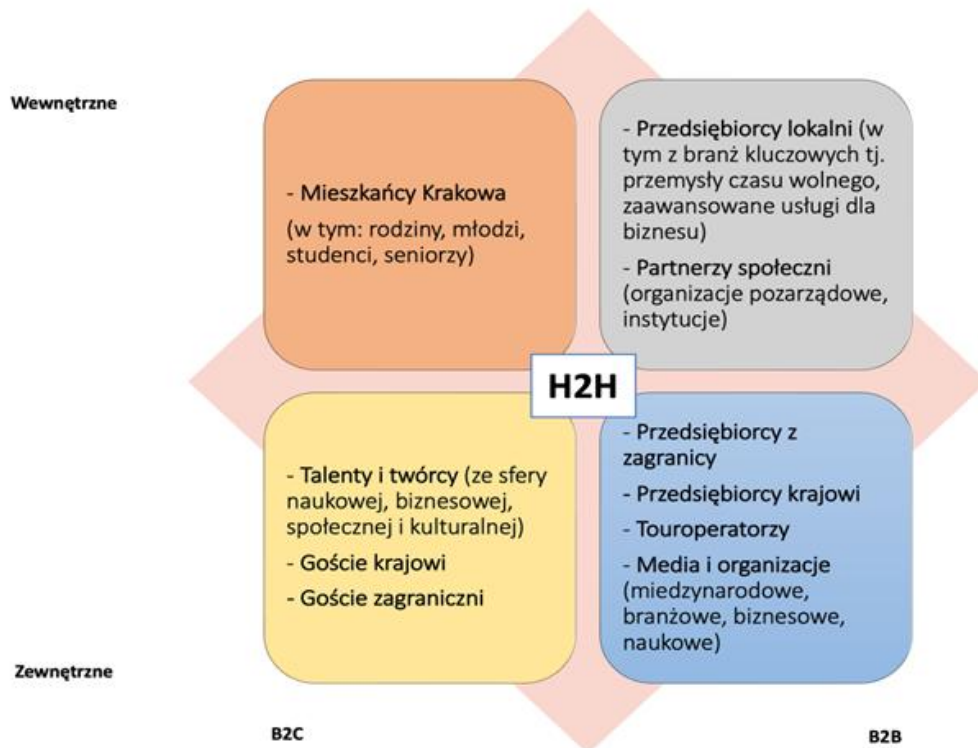 Wewnętrzne
- Mieszkańcy Krakowa
(w tym: rodziny, młodzi,
studenci, seniorzy)
- Przedsiębiorcy lokalni (w
tym z branż kluczowych tj.
przemysły czasu wolnego,
zaawansowane usługi dla
biznesu)
- Partnerzy społeczni
(organizacje pozarządowe,
instytucje)
H2H
- Talenty i twórcy (ze sfery
naukowej, biznesowej,
społecznej i kulturalnej)
- Goście krajowi
- Goście zagraniczni
- Przedsiębiorcy z
zagranicy
- Przedsiębiorcy krajowi
- Touroperatorzy
- Media i organizacje
(miedzynarodowe,
branżowe, biznesowe,
naukowe)
Zewnętrzne
B2C
B2B